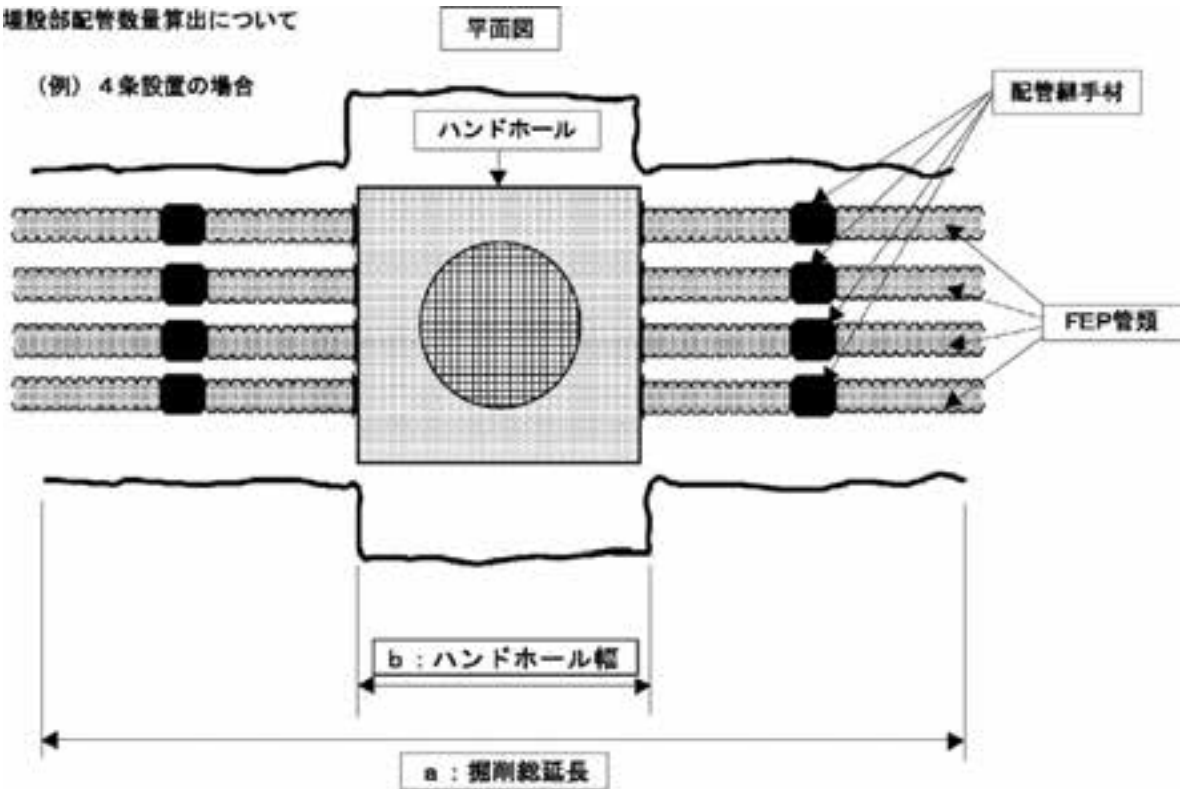 埋設部配管数量算出について
平面図
（例）４条設置の場合
配管継手材
ハンドホール
FEP管類
ｂ：ハンドホール幅
ａ：掘削総延長